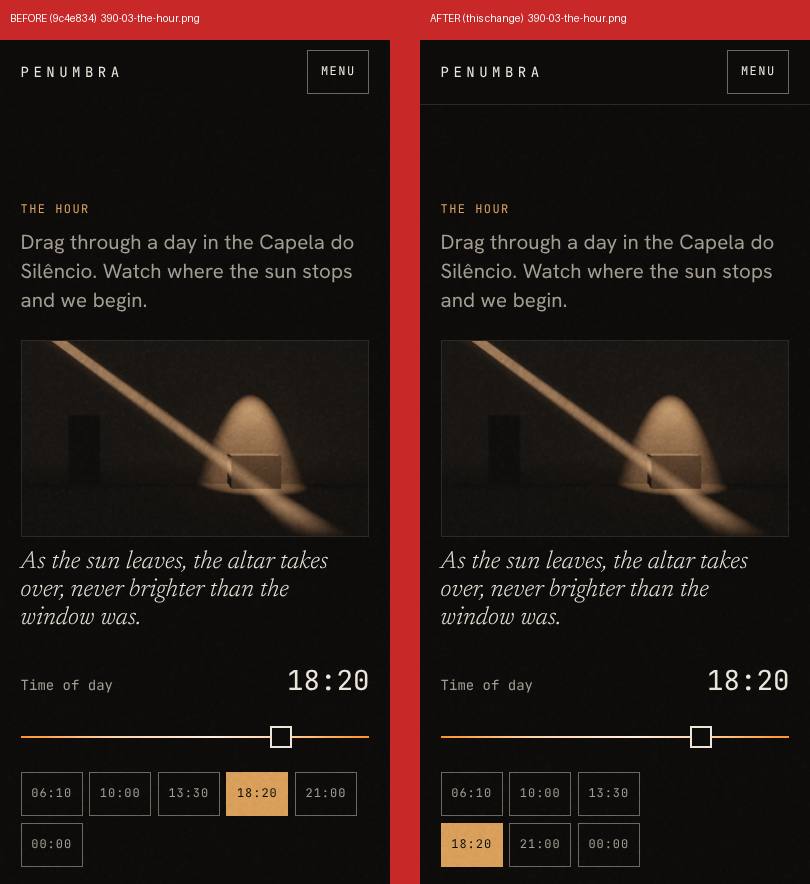 BEFORE (9c4e834) 390-03-the-hour.png
PENUMBRA
MENU
THE HOUR
Drag through a day in the Capela do
Silêncio. Watch where the sun stops
and we begin.
As the sun leaves, the altar takes
over, never brighter than the
window was.
Time of day 18:20
06:10 10:00 13:30 18:20 21:00
00:00
AFTER (this change) 390-03-the-hour.png
PENUMBRA
MENU
THE HOUR
Drag through a day in the Capela do
Silêncio. Watch where the sun stops
and we begin.
As the sun leaves, the altar takes
over, never brighter than the
window was.
Time of day 18:20
06:10 10:00 13:30
18:20 21:00 00:00